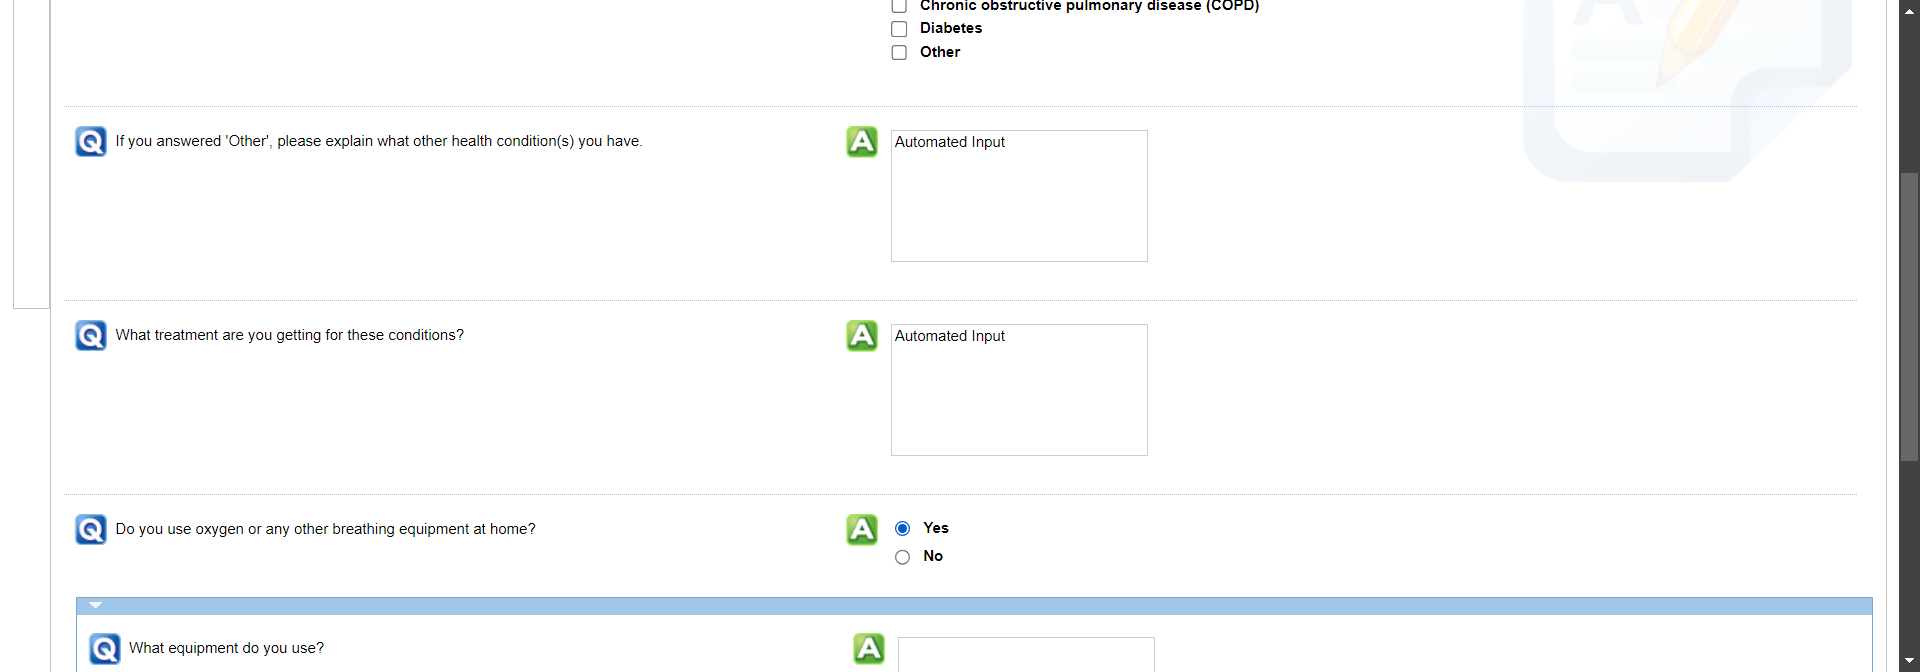 Chronic obstructive pulmonary disease (COPD)
Diabetes
Other
Q If you answered 'Other', please explain what other health condition(s) you have.
A Automated Input
Q What treatment are you getting for these conditions?
A Automated Input
Q Do you use oxygen or any other breathing equipment at home?
A Yes
No
Q What equipment do you use?
A